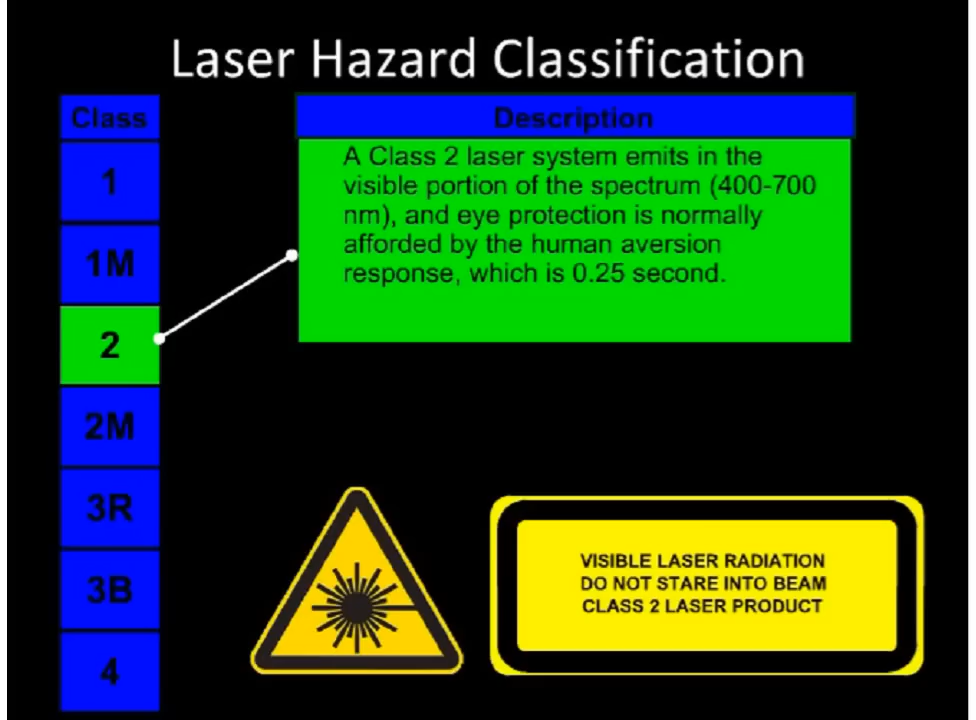 Laser Hazard Classification
Class
Description
1
1M
2
2M
3R
3B
4
A Class 2 laser system emits in the
visible portion of the spectrum (400-700
nm), and eye protection is normally
afforded by the human aversion
response, which is 0.25 second.
VISIBLE LASER RADIATION
DO NOT STARE INTO BEAM
CLASS 2 LASER PRODUCT